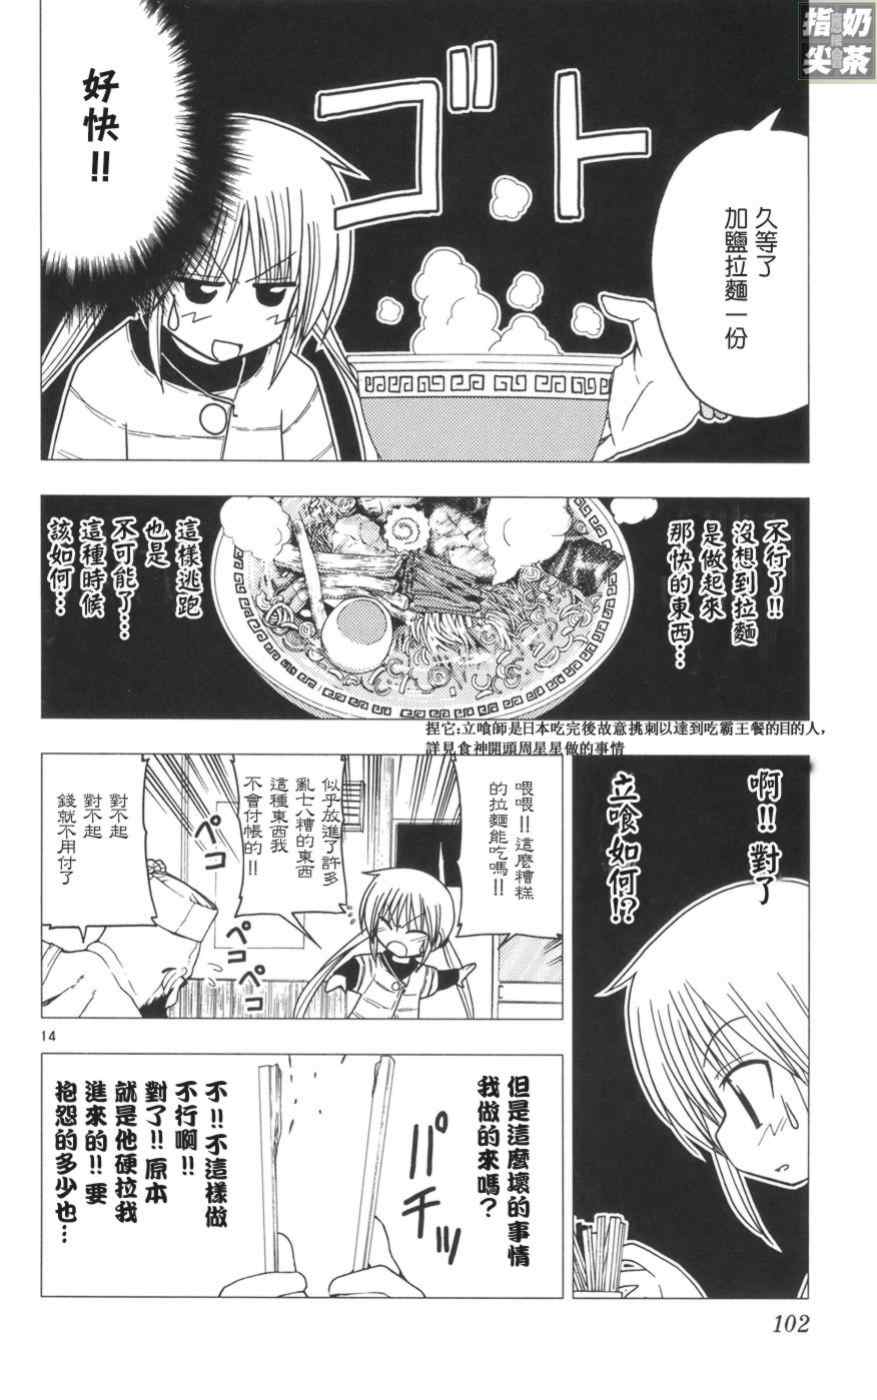 指奶
尖茶
久等了
加鹽拉麵一份
ゴトッ
好快!!
不行了!!
沒想到拉麵
是做起來
那快的東西…
這樣逃跑
也是
不可能了…
這種時候
該如何…
捏它:立喰師是日本吃完後故意挑刺以達到吃霸王餐的目的人,
詳見食神開頭周星星做的事情
啊!! 對了
立喰如何!?
喂喂!! 這麼糟糕
的拉麵能吃嗎!!
似乎放進了許多
亂七八糟的東西
這種東西我
不會付帳的!!
ペコ
ペコ
ペコ
對不起
對不起
錢就不用付了
14
但是這麼壞的事情
我做的來嗎?
パチッ
不!! 不這樣做
不行啊!!
對了!! 原本
就是他硬拉我
進來的!! 要
抱怨的多少也…
102